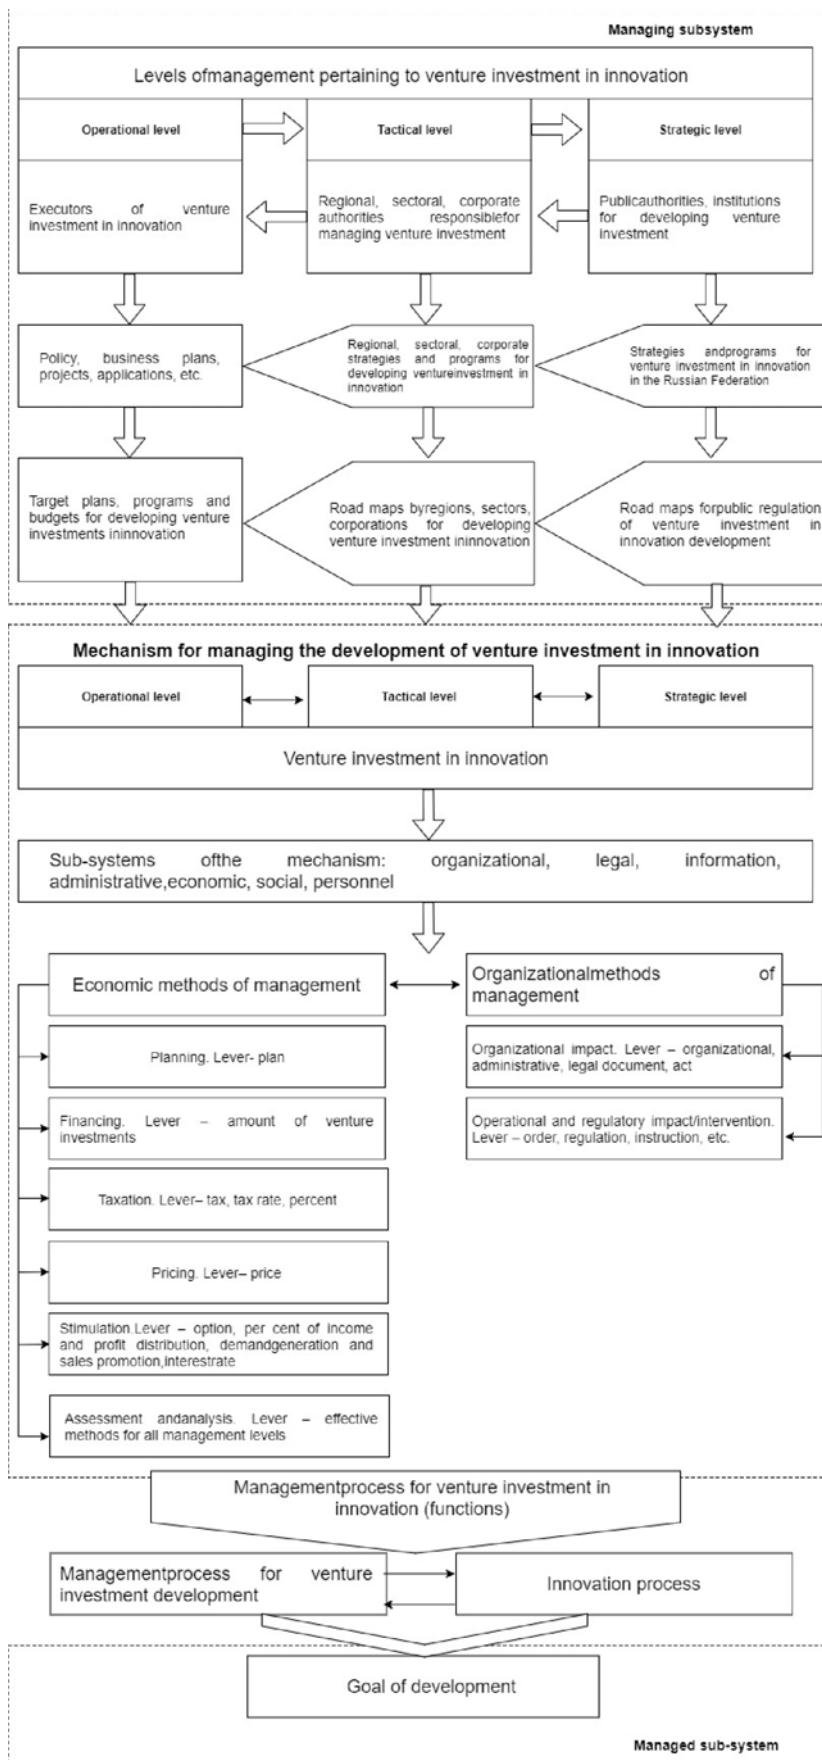 Managing subsystem
Levels ofmanagement pertaining to venture investment in innovation
Operational level
Tactical level
Strategic level
Executors of venture
investment in innovation
Regional, sectoral, corporate
authorities responsiblefor
managing venture investment
Publicauthorities, institutions
for developing venture
investment
Policy, business plans,
projects, applications, etc.
Regional, sectoral, corporate
strategies and programs for
developing ventureinvestment in
innovation
Strategies andprograms for
venture investment in innovation
in the Russian Federation
Target plans, programs and
budgets for developing venture
investments ininnovation
Road maps byregions, sectors,
corporations for developing
venture investment ininnovation
Road maps forpublic regulation
of venture investment in
innovation development
Mechanism for managing the development of venture investment in innovation
Operational level
Tactical level
Strategic level
Venture investment in innovation
Sub-systems ofthe mechanism: organizational, legal, information,
administrative,economic, social, personnel
Economic methods of management
Organizationalmethods of
management
Planning. Lever- plan
Organizational impact. Lever – organizational,
administrative, legal document, act
Financing. Lever – amount of venture
investments
Operational and regulatory impact/intervention.
Lever – order, regulation, instruction, etc.
Taxation. Lever– tax, tax rate, percent
Pricing. Lever– price
Stimulation.Lever – option, per cent of income
and profit distribution, demandgeneration and
sales promotion,interestrate
Assessment andanalysis. Lever – effective
methods for all management levels
Managementprocess for venture investment in
innovation (functions)
Managementprocess for venture
investment development
Innovation process
Goal of development
Managed sub-system